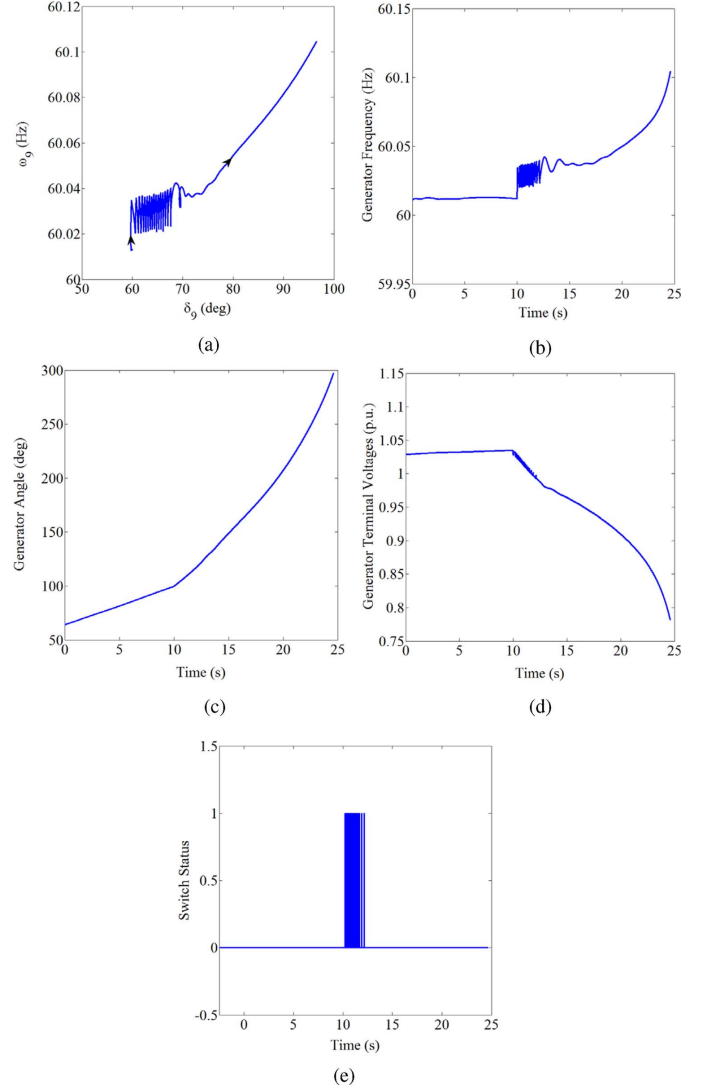 60.12
60.1
60.08
60.06
60.04
60.02
60
ω9 (Hz)
50 60 70 80 90 100
δ9 (deg)
(a)
60.15
60.1
60.05
60
59.95
Generator Frequency (Hz)
0 5 10 15 20 25
Time (s)
(b)
300
250
200
150
100
50
Generator Angle (deg)
0 5 10 15 20 25
Time (s)
(c)
1.15
1.1
1.05
1
0.95
0.9
0.85
0.8
0.75
Generator Terminal Voltages (p.u.)
0 5 10 15 20 25
Time (s)
(d)
1.5
1
0.5
0
-0.5
Switch Status
0 5 10 15 20 25
Time (s)
(e)